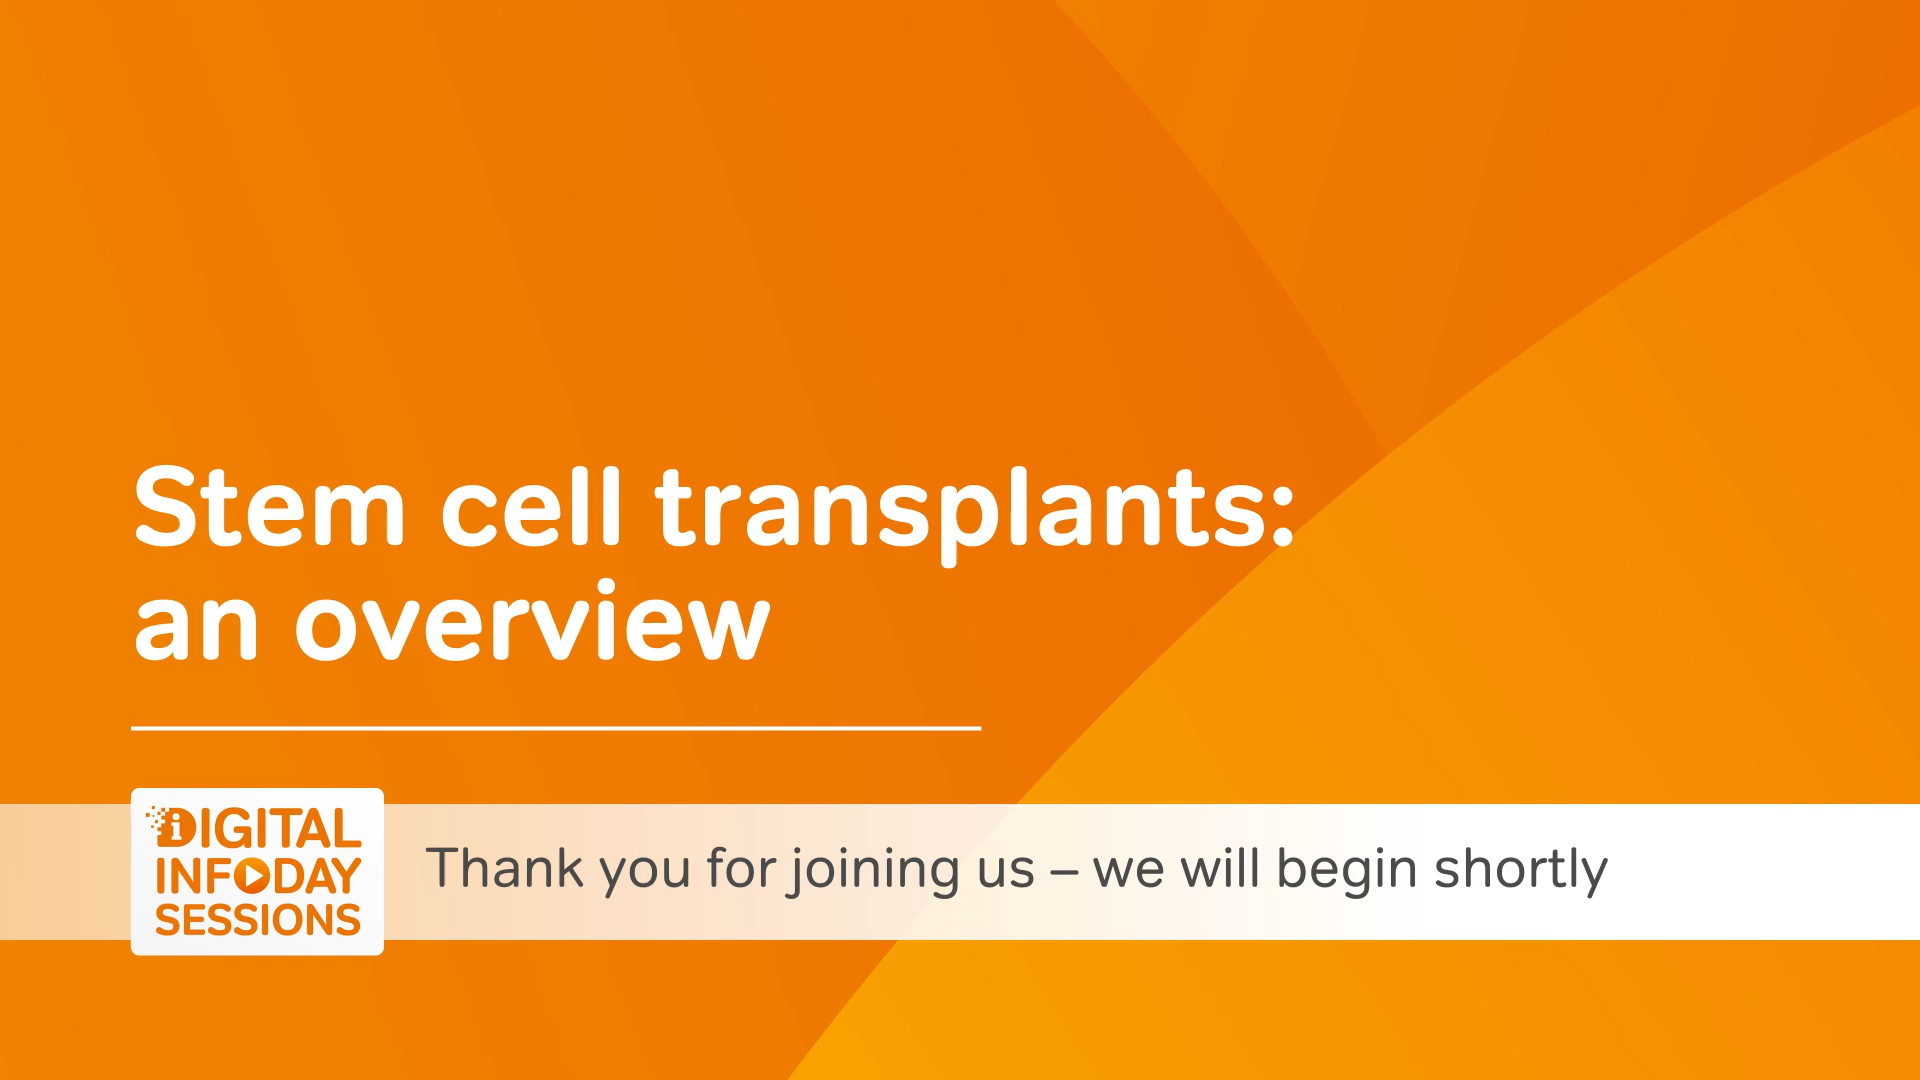 Stem cell transplants:
an overview
DIGITAL
INFODAY
SESSIONS
Thank you for joining us – we will begin shortly